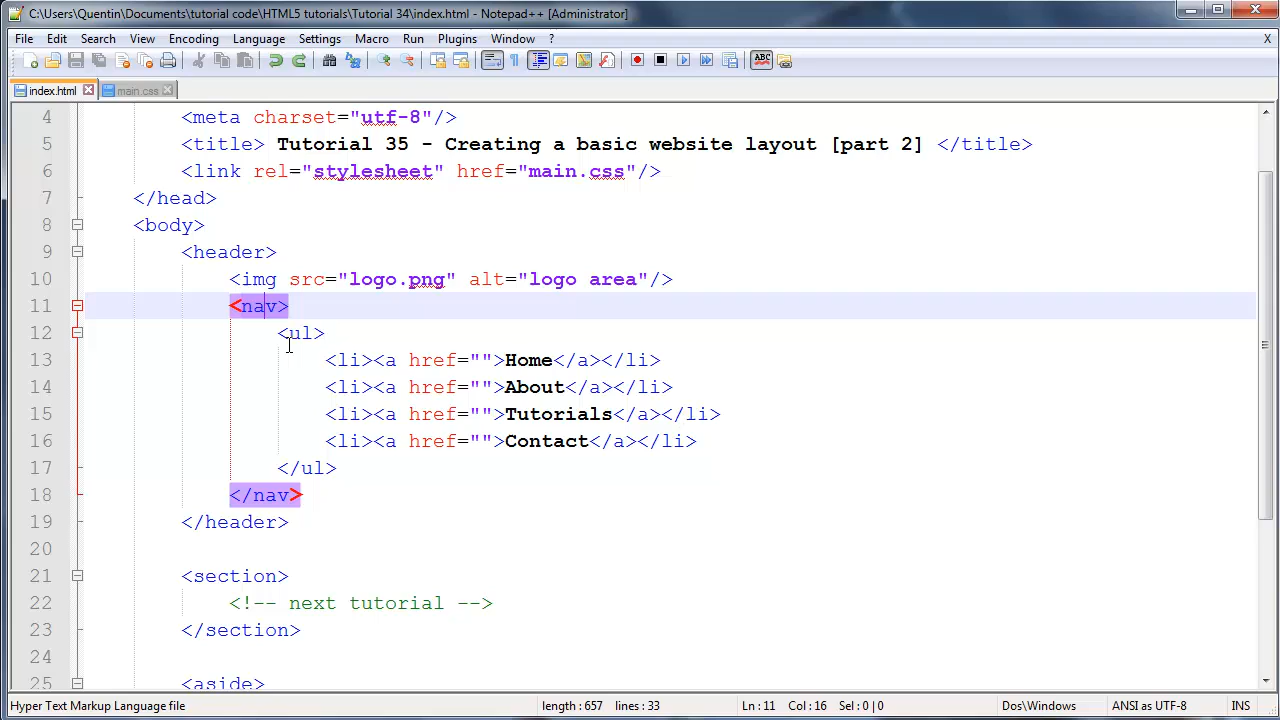 C:\Users\Quentin\Documents\tutorial code\HTML5 tutorials\Tutorial 34\index.html - Notepad++ [Administrator]
File Edit Search View Encoding Language Settings Macro Run Plugins Window ? X
index.html main.css
4 <meta charset="utf-8"/>
5 <title> Tutorial 35 - Creating a basic website layout [part 2] </title>
6 <link rel="stylesheet" href="main.css"/>
7 </head>
8 <body>
9 <header>
10 <img src="logo.png" alt="logo area"/>
11 <nav>
12 <ul>
13 <li><a href="">Home</a></li>
14 <li><a href="">About</a></li>
15 <li><a href="">Tutorials</a></li>
16 <li><a href="">Contact</a></li>
17 </ul>
18 </nav>
19 </header>
20
21 <section>
22 <!-- next tutorial -->
23 </section>
24
25 <aside>
Hyper Text Markup Language file length : 657 lines : 33 Ln : 11 Col : 16 Sel : 0 | 0 Dos\Windows ANSI as UTF-8 INS